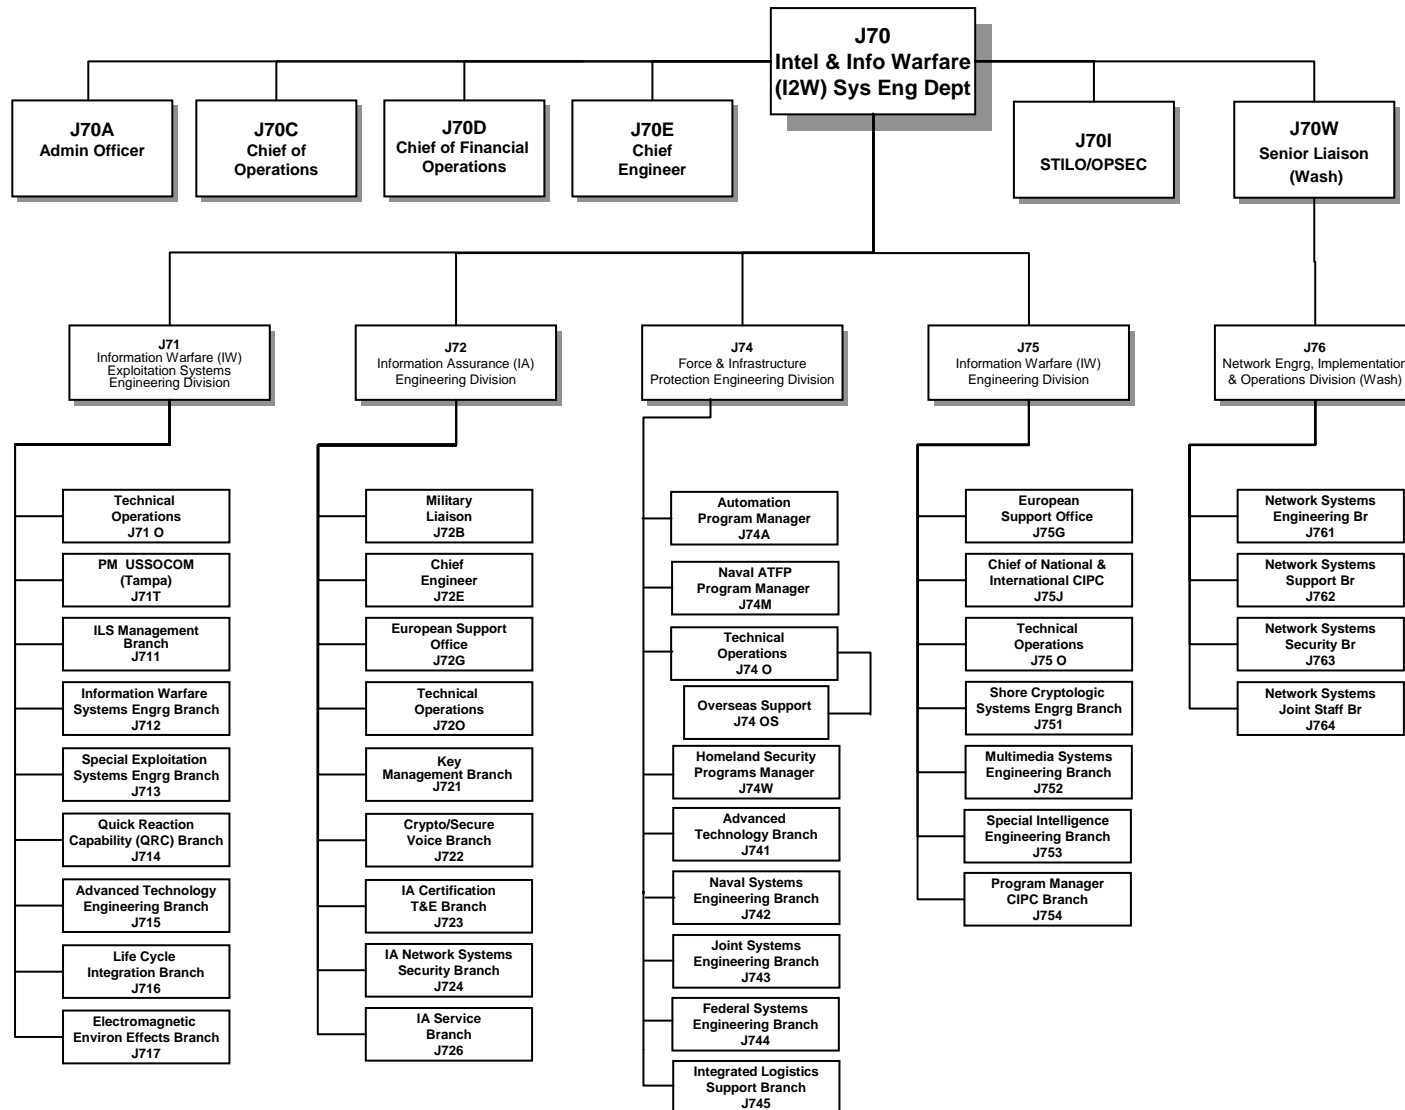 J70
Intel & Info Warfare
(I2W) Sys Eng Dept
J70A
Admin Officer
J70C
Chief of
Operations
J70D
Chief of Financial
Operations
J70E
Chief
Engineer
J70I
STILO/OPSEC
J70W
Senior Liaison
(Wash)
J71
Information Warfare (IW)
Exploitation Systems
Engineering Division
J72
Information Assurance (IA)
Engineering Division
J74
Force & Infrastructure
Protection Engineering Division
J75
Information Warfare (IW)
Engineering Division
J76
Network Engrg, Implementation
& Operations Division (Wash)
Technical
Operations
J71 O
PM USSOCOM
(Tampa)
J71T
ILS Management
Branch
J711
Information Warfare
Systems Engrg Branch
J712
Special Exploitation
Systems Engrg Branch
J713
Quick Reaction
Capability (QRC) Branch
J714
Advanced Technology
Engineering Branch
J715
Life Cycle
Integration Branch
J716
Electromagnetic
Environ Effects Branch
J717
Military
Liaison
J72B
Chief
Engineer
J72E
European Support
Office
J72G
Technical
Operations
J72O
Key
Management Branch
J721
Crypto/Secure
Voice Branch
J722
IA Certification
T&E Branch
J723
IA Network Systems
Security Branch
J724
IA Service
Branch
J726
Automation
Program Manager
J74A
Naval ATFP
Program Manager
J74M
Technical
Operations
J74 O
Overseas Support
J74 OS
Homeland Security
Programs Manager
J74W
Advanced
Technology Branch
J741
Naval Systems
Engineering Branch
J742
Joint Systems
Engineering Branch
J743
Federal Systems
Engineering Branch
J744
Integrated Logistics
Support Branch
J745
European
Support Office
J75G
Chief of National &
International CIPC
J75J
Technical
Operations
J75 O
Shore Cryptologic
Systems Engrg Branch
J751
Multimedia Systems
Engineering Branch
J752
Special Intelligence
Engineering Branch
J753
Program Manager
CIPC Branch
J754
Network Systems
Engineering Br
J761
Network Systems
Support Br
J762
Network Systems
Security Br
J763
Network Systems
Joint Staff Br
J764